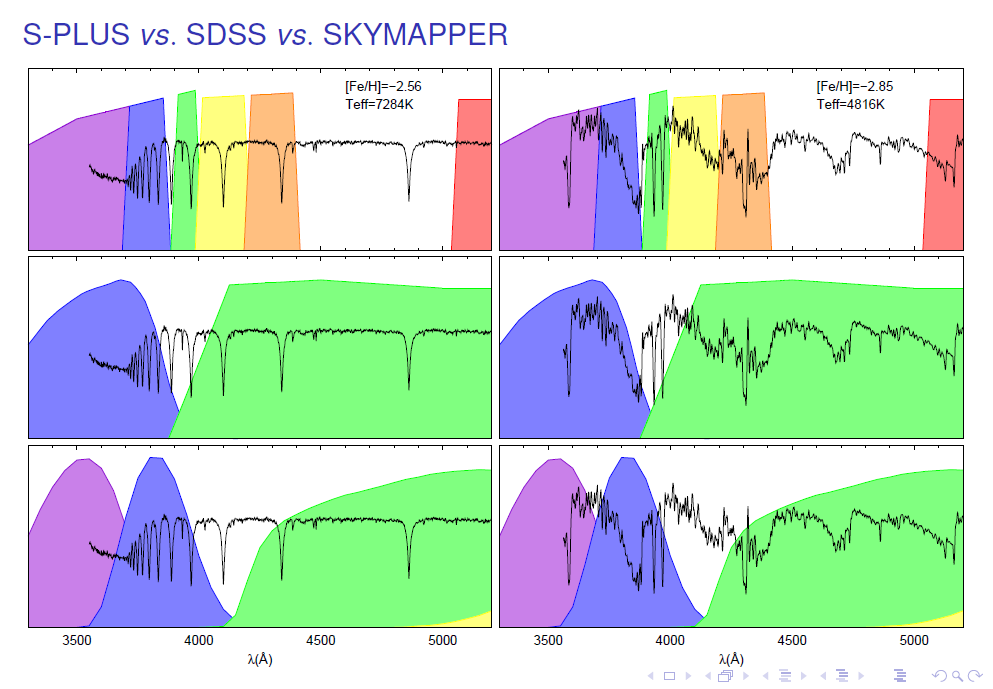 S-PLUS vs. SDSS vs. SKYMAPPER
[Fe/H]=−2.56
Teff=7284K
[Fe/H]=−2.85
Teff=4816K
3500 4000 4500 5000
3500 4000 4500 5000
λ(Å)
λ(Å)